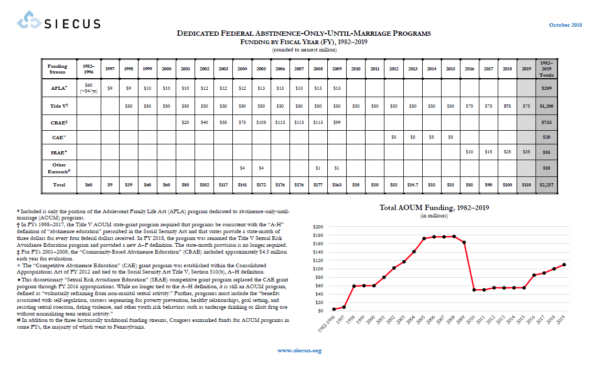 SIECUS
October 2018
DEDICATED FEDERAL ABSTINENCE-ONLY-UNTIL-MARRIAGE PROGRAMS
FUNDING BY FISCAL YEAR (FY), 1982–2019
(rounded to nearest million)
Funding Stream 1982–1996 1997 1998 1999 2000 2001 2002 2003 2004 2005 2006 2007 2008 2009 2010 2011 2012 2013 2014 2015 2016 2017 2018 2019 1982–2019 Totals
AFLA* $60 (~$4/yr) $9 $9 $10 $10 $10 $12 $12 $12 $13 $13 $13 $13 $13 $209
Title V† $50 $50 $50 $50 $50 $50 $50 $50 $50 $50 $50 $50 $50 $50 $50 $50 $50 $50 $75 $75 $75 $75 $1,200
CBAE‡ $20 $40 $55 $75 $105 $113 $113 $113 $99 $733
CAE $5 $5 $5 $5 $20
SRAE $10 $15 $25 $35 $85
Other Earmark# $4 $4 $1 $1 $10
Total $60 $9 $59 $60 $60 $80 $102 $117 $141 $172 $176 $176 $177 $163 $50 $50 $55 $54.7 $55 $55 $85 $90 $100 $110 $2,257
* Included is only the portion of the Adolescent Family Life Act (AFLA) program dedicated to abstinence-only-until-
marriage (AOUM) programs.
† In FYs 1998–2017, the Title V AOUM state-grant program required that programs be concurrent with the "A–H"
definition of "abstinence education" prescribed in the Social Security Act and that states provide a state-match of
three dollars for every four federal dollars received. In FY 2018, the program was renamed the Title V Sexual Risk
Avoidance Education program and provided a new A–F definition. The state-match provision is no longer required.
‡ For FYs 2001–2009, the "Community-Based Abstinence Education" (CBAE) included approximately $4.5 million
each year for evaluation.
The "Competitive Abstinence Education" (CAE) grant program was established within the Consolidated
Appropriations Act of FY 2012 and tied to the Social Security Act Title V, Section 510(b), A–H definition.
This discretionary "Sexual Risk Avoidance Education" (SRAE) competitive grant program replaced the CAE grant
program through FY 2016 appropriations. While no longer tied to the A–H definition, it is still an AOUM program,
defined as "voluntarily refraining from non-marital sexual activity." Further, programs must include the "benefits
associated with self-regulation, success sequencing for poverty prevention, healthy relationships, goal setting, and
resisting sexual coercion, dating violence, and other youth risk behaviors such as underage drinking or illicit drug use
without normalizing teen sexual activity."
# In addition to the three historically traditional funding streams, Congress earmarked funds for AOUM programs in
some FYs, the majority of which went to Pennsylvania.
Total AOUM Funding, 1982–2019
(in millions)
$200
$180
$160
$140
$120
$100
$80
$60
$40
$20
$0
1982-1996 1997 1998 1999 2000 2001 2002 2003 2004 2005 2006 2007 2008 2009 2010 2011 2012 2013 2014 2015 2016 2017 2018 2019
www.siecus.org